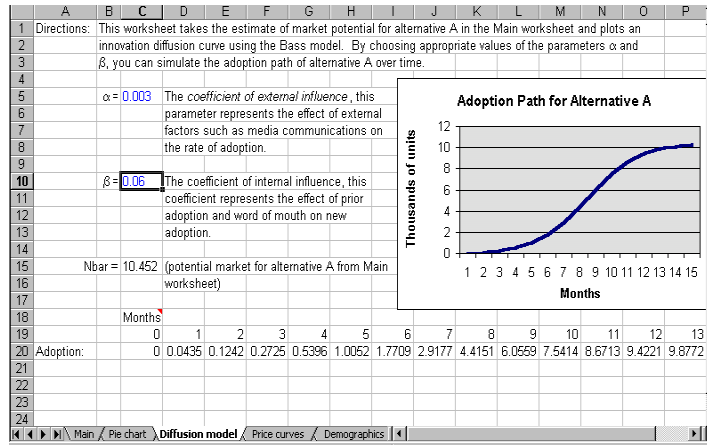 A B C D E F G H I J K L M N O P
1 Directions: This worksheet takes the estimate of market potential for alternative A in the Main worksheet and plots an
2 innovation diffusion curve using the Bass model. By choosing appropriate values of the parameters α and
3 β, you can simulate the adoption path of alternative A over time.
4
5 α = 0.003 The coefficient of external influence, this
6 parameter represents the effect of external
7 factors such as media communications on
8 the rate of adoption.
9
10 β = 0.06 The coefficient of internal influence, this
11 coefficient represents the effect of prior
12 adoption and word of mouth on new
13 adoption.
14
15 Nbar = 10.452 (potential market for alternative A from Main
16 worksheet)
17
Adoption Path for Alternative A
Thousands of units
12
10
8
6
4
2
0
1 2 3 4 5 6 7 8 9 10 11 12 13 14 15
Months
18 Months
19 0 1 2 3 4 5 6 7 8 9 10 11 12 13
20 Adoption: 0 0.0435 0.1242 0.2725 0.5396 1.0052 1.7709 2.9177 4.4151 6.0559 7.5414 8.6713 9.4221 9.8772
21
22
23
24
Main Pie chart Diffusion model Price curves Demographics